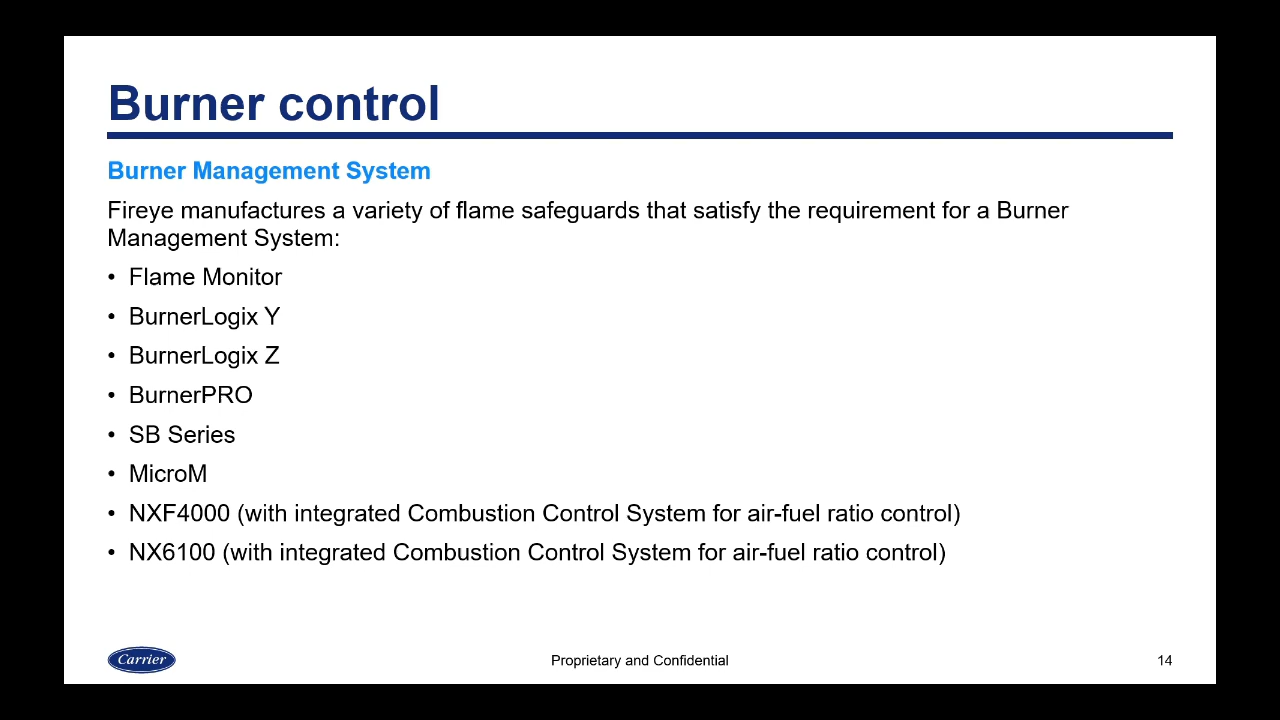 Burner control
Burner Management System
Fireye manufactures a variety of flame safeguards that satisfy the requirement for a Burner
Management System:
• Flame Monitor
• BurnerLogix Y
• BurnerLogix Z
• BurnerPRO
• SB Series
• MicroM
• NXF4000 (with integrated Combustion Control System for air-fuel ratio control)
• NX6100 (with integrated Combustion Control System for air-fuel ratio control)
Carrier
Proprietary and Confidential
14